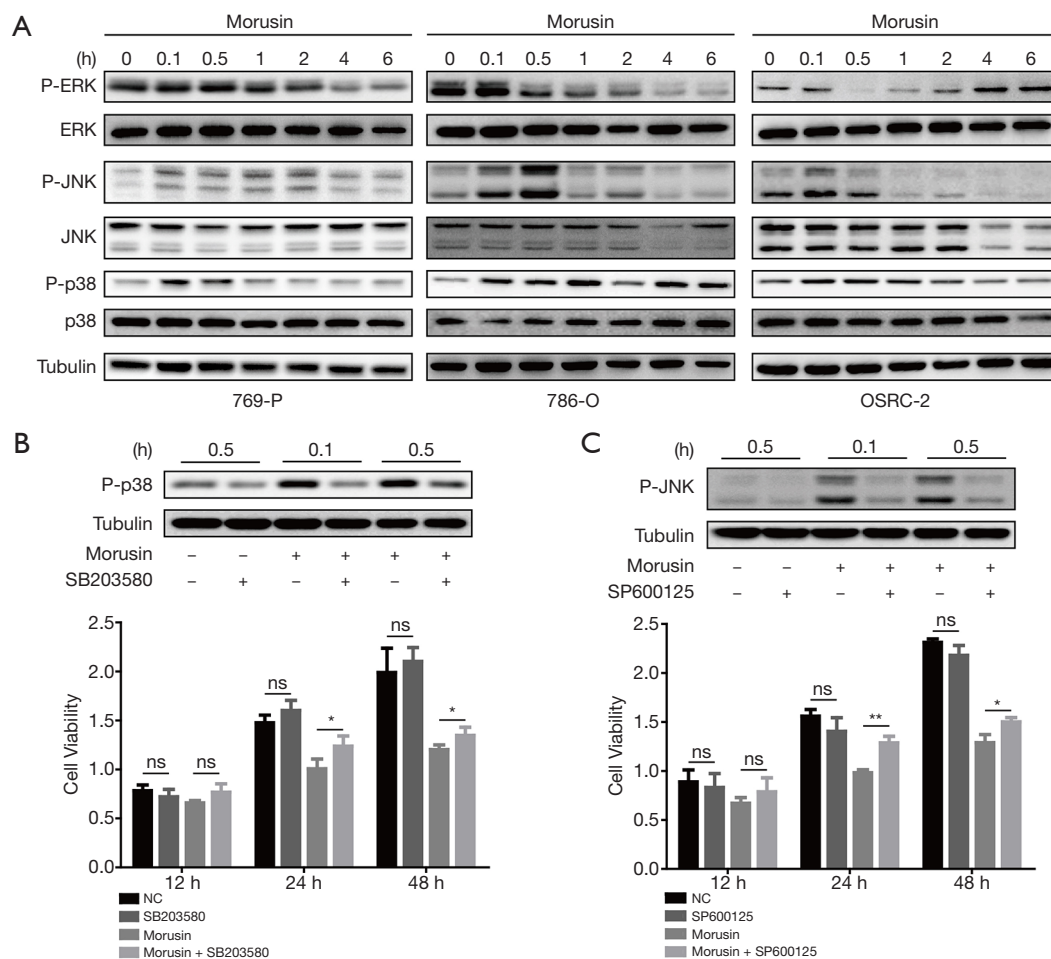 A
Morusin Morusin Morusin
(h) 0 0.1 0.5 1 2 4 6 0 0.1 0.5 1 2 4 6 0 0.1 0.5 1 2 4 6
P-ERK
ERK
P-JNK
JNK
P-p38
p38
Tubulin
769-P 786-O OSRC-2
B
(h) 0.5 0.1 0.5
P-p38
Tubulin
Morusin – – + + + +
SB203580 – + – + – +
Cell Viability
2.5
2.0
1.5
1.0
0.5
0.0
ns ns ns * ns *
12 h 24 h 48 h
NC
SB203580
Morusin
Morusin + SB203580
C
(h) 0.5 0.1 0.5
P-JNK
Tubulin
Morusin – – + + + +
SP600125 – + – + – +
Cell Viability
2.5
2.0
1.5
1.0
0.5
0.0
ns ns ns ** ns *
12 h 24 h 48 h
NC
SP600125
Morusin
Morusin + SP600125